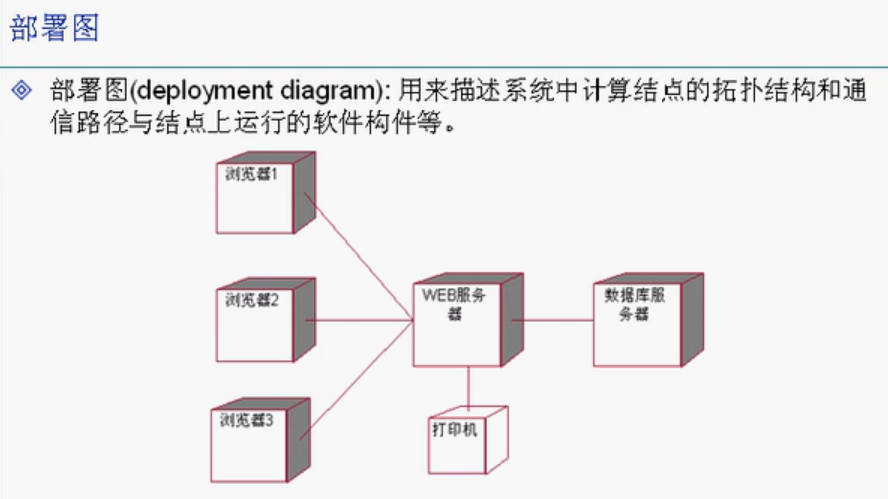 部署图
部署图(deployment diagram): 用来描述系统中计算结点的拓扑结构和通
信路径与结点上运行的软件构件等。
浏览器1
浏览器2
WEB服务
器
数据库服
务器
浏览器3
打印机